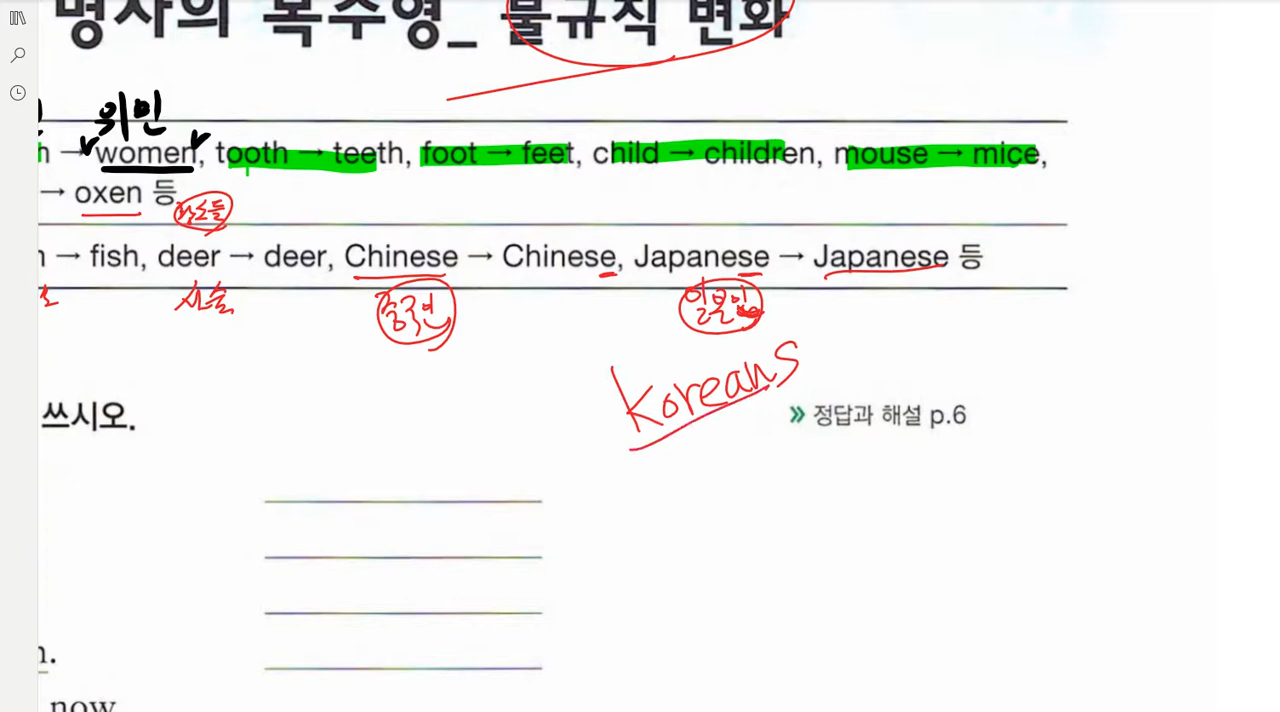 명사의 복수형_ 불규칙 변화
위민
→ women, tooth → teeth, foot → feet, child → children, mouse → mice,
→ oxen 등
황소들
→ fish, deer → deer, Chinese → Chinese, Japanese → Japanese 등
사슴 중국인 일본인
Koreans
쓰시오.
» 정답과 해설 p.6
now